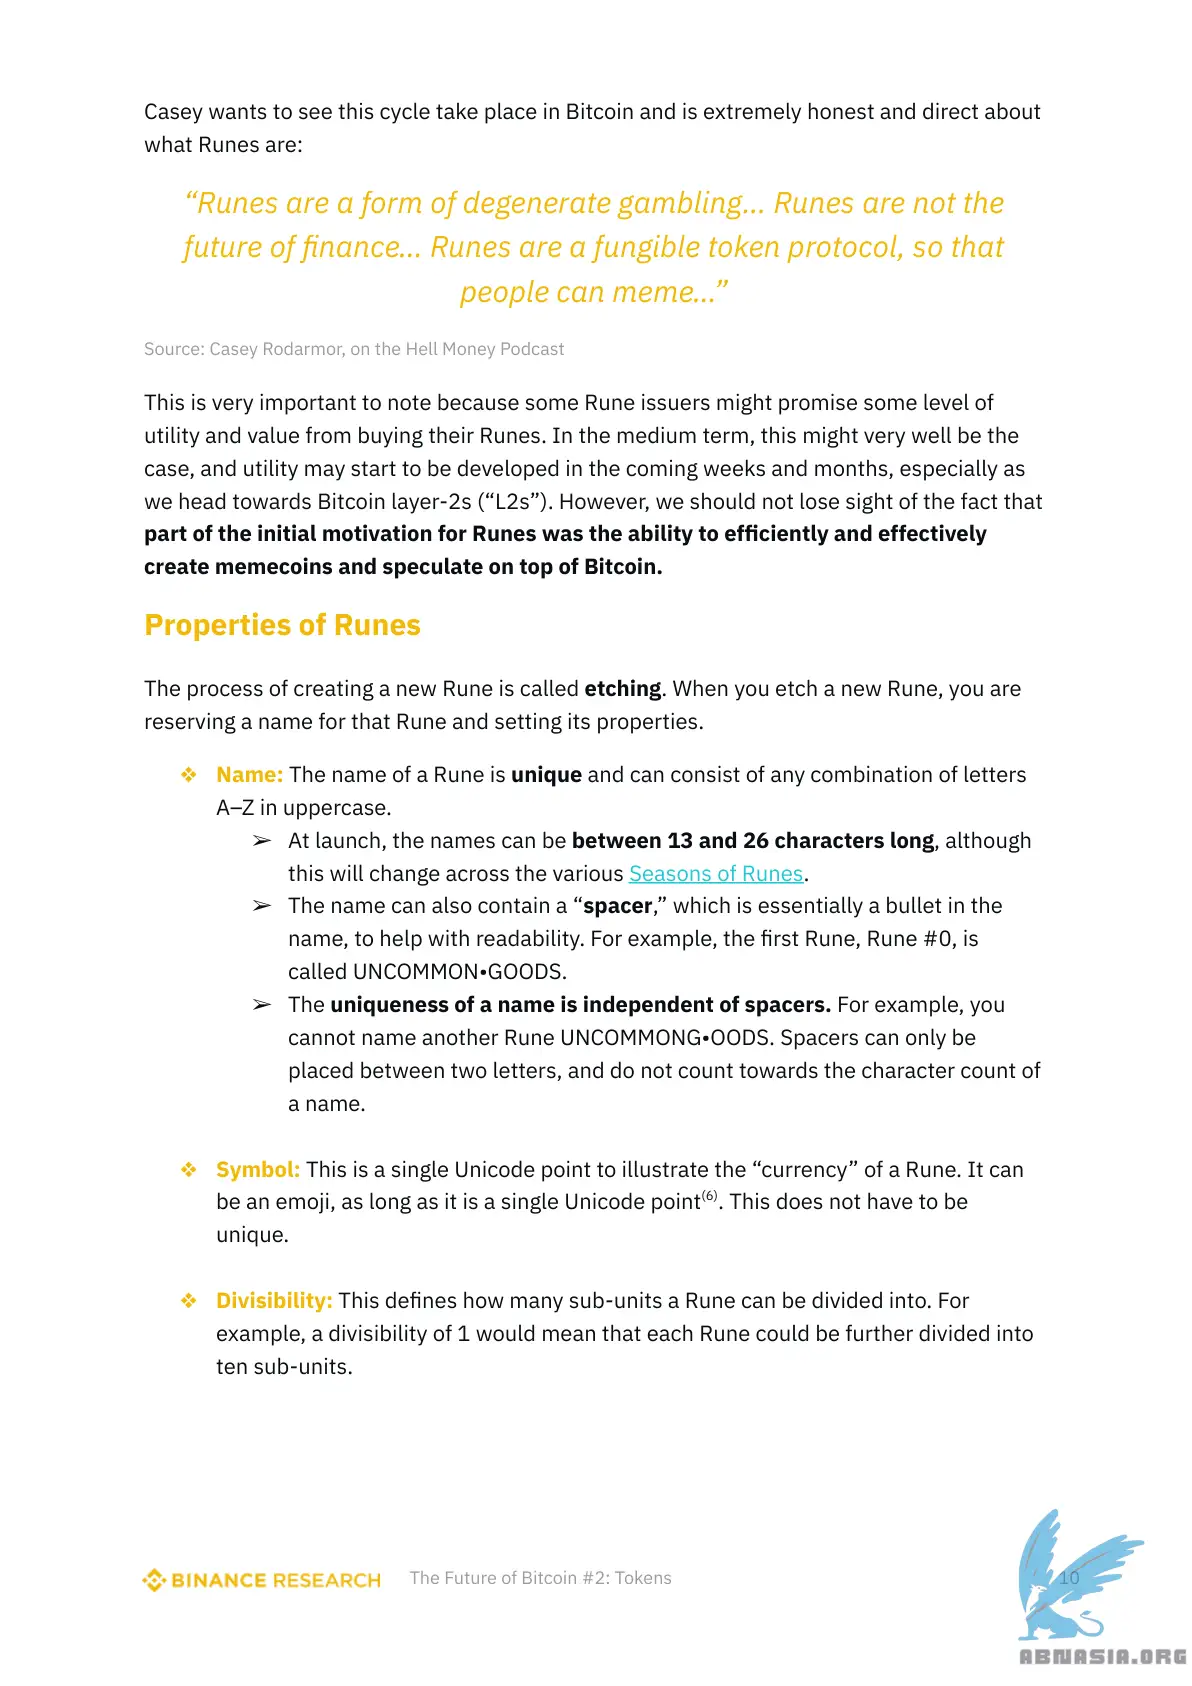 Casey wants to see this cycle take place in Bitcoin and is extremely honest and direct about
what Runes are:
“Runes are a form of degenerate gambling... Runes are not the
future of finance... Runes are a fungible token protocol, so that
people can meme...”
Source: Casey Rodarmor, on the Hell Money Podcast
This is very important to note because some Rune issuers might promise some level of
utility and value from buying their Runes. In the medium term, this might very well be the
case, and utility may start to be developed in the coming weeks and months, especially as
we head towards Bitcoin layer-2s (“L2s”). However, we should not lose sight of the fact that
part of the initial motivation for Runes was the ability to efficiently and effectively
create memecoins and speculate on top of Bitcoin.
Properties of Runes
The process of creating a new Rune is called etching. When you etch a new Rune, you are
reserving a name for that Rune and setting its properties.
❖ Name: The name of a Rune is unique and can consist of any combination of letters
A–Z in uppercase.
➢ At launch, the names can be between 13 and 26 characters long, although
this will change across the various Seasons of Runes.
➢ The name can also contain a “spacer,” which is essentially a bullet in the
name, to help with readability. For example, the first Rune, Rune #0, is
called UNCOMMON•GOODS.
➢ The uniqueness of a name is independent of spacers. For example, you
cannot name another Rune UNCOMMONG•OODS. Spacers can only be
placed between two letters, and do not count towards the character count of
a name.
❖ Symbol: This is a single Unicode point to illustrate the “currency” of a Rune. It can
be an emoji, as long as it is a single Unicode point(6). This does not have to be
unique.
❖ Divisibility: This defines how many sub-units a Rune can be divided into. For
example, a divisibility of 1 would mean that each Rune could be further divided into
ten sub-units.
BINANCE RESEARCH The Future of Bitcoin #2: Tokens 10
ABNASIA.ORG